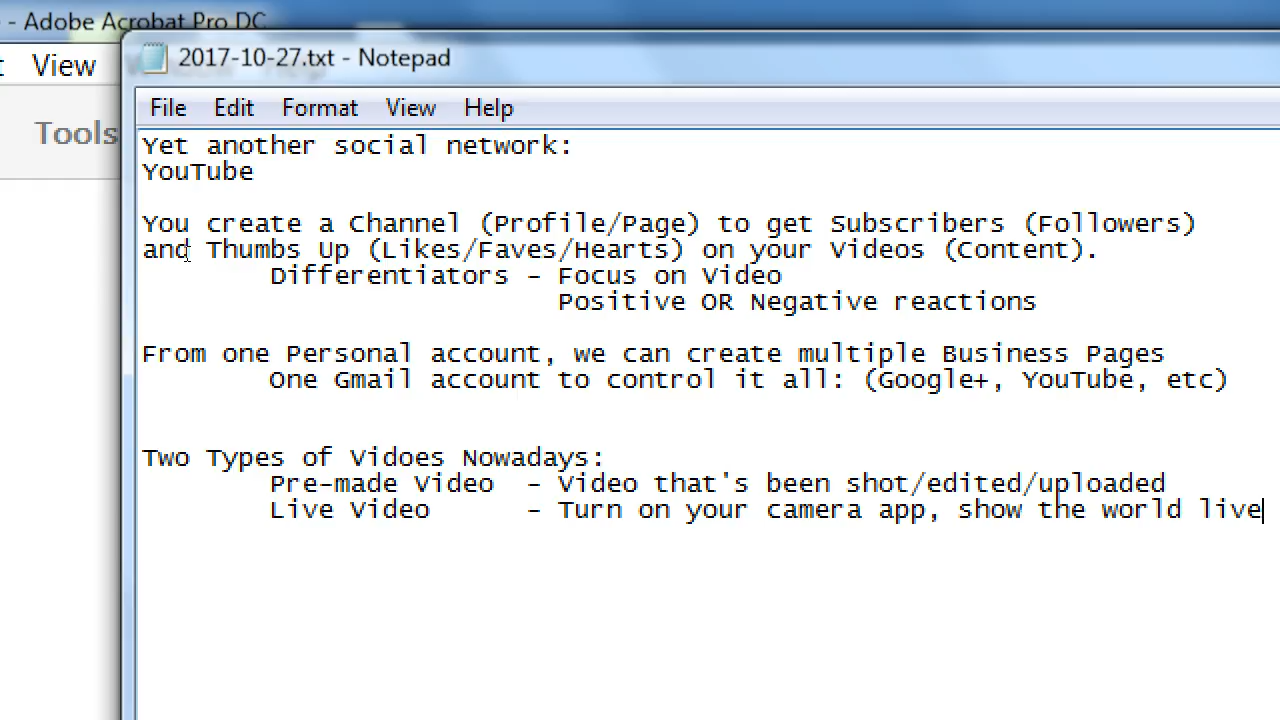 - Adobe Acrobat Pro DC
View
2017-10-27.txt - Notepad
File Edit Format View Help
Tools
Yet another social network:
YouTube
You create a Channel (Profile/Page) to get Subscribers (Followers)
and Thumbs Up (Likes/Faves/Hearts) on your Videos (Content).
Differentiators - Focus on Video
Positive OR Negative reactions
From one Personal account, we can create multiple Business Pages
One Gmail account to control it all: (Google+, YouTube, etc)
Two Types of Vidoes Nowadays:
Pre-made Video - Video that's been shot/edited/uploaded
Live Video - Turn on your camera app, show the world live